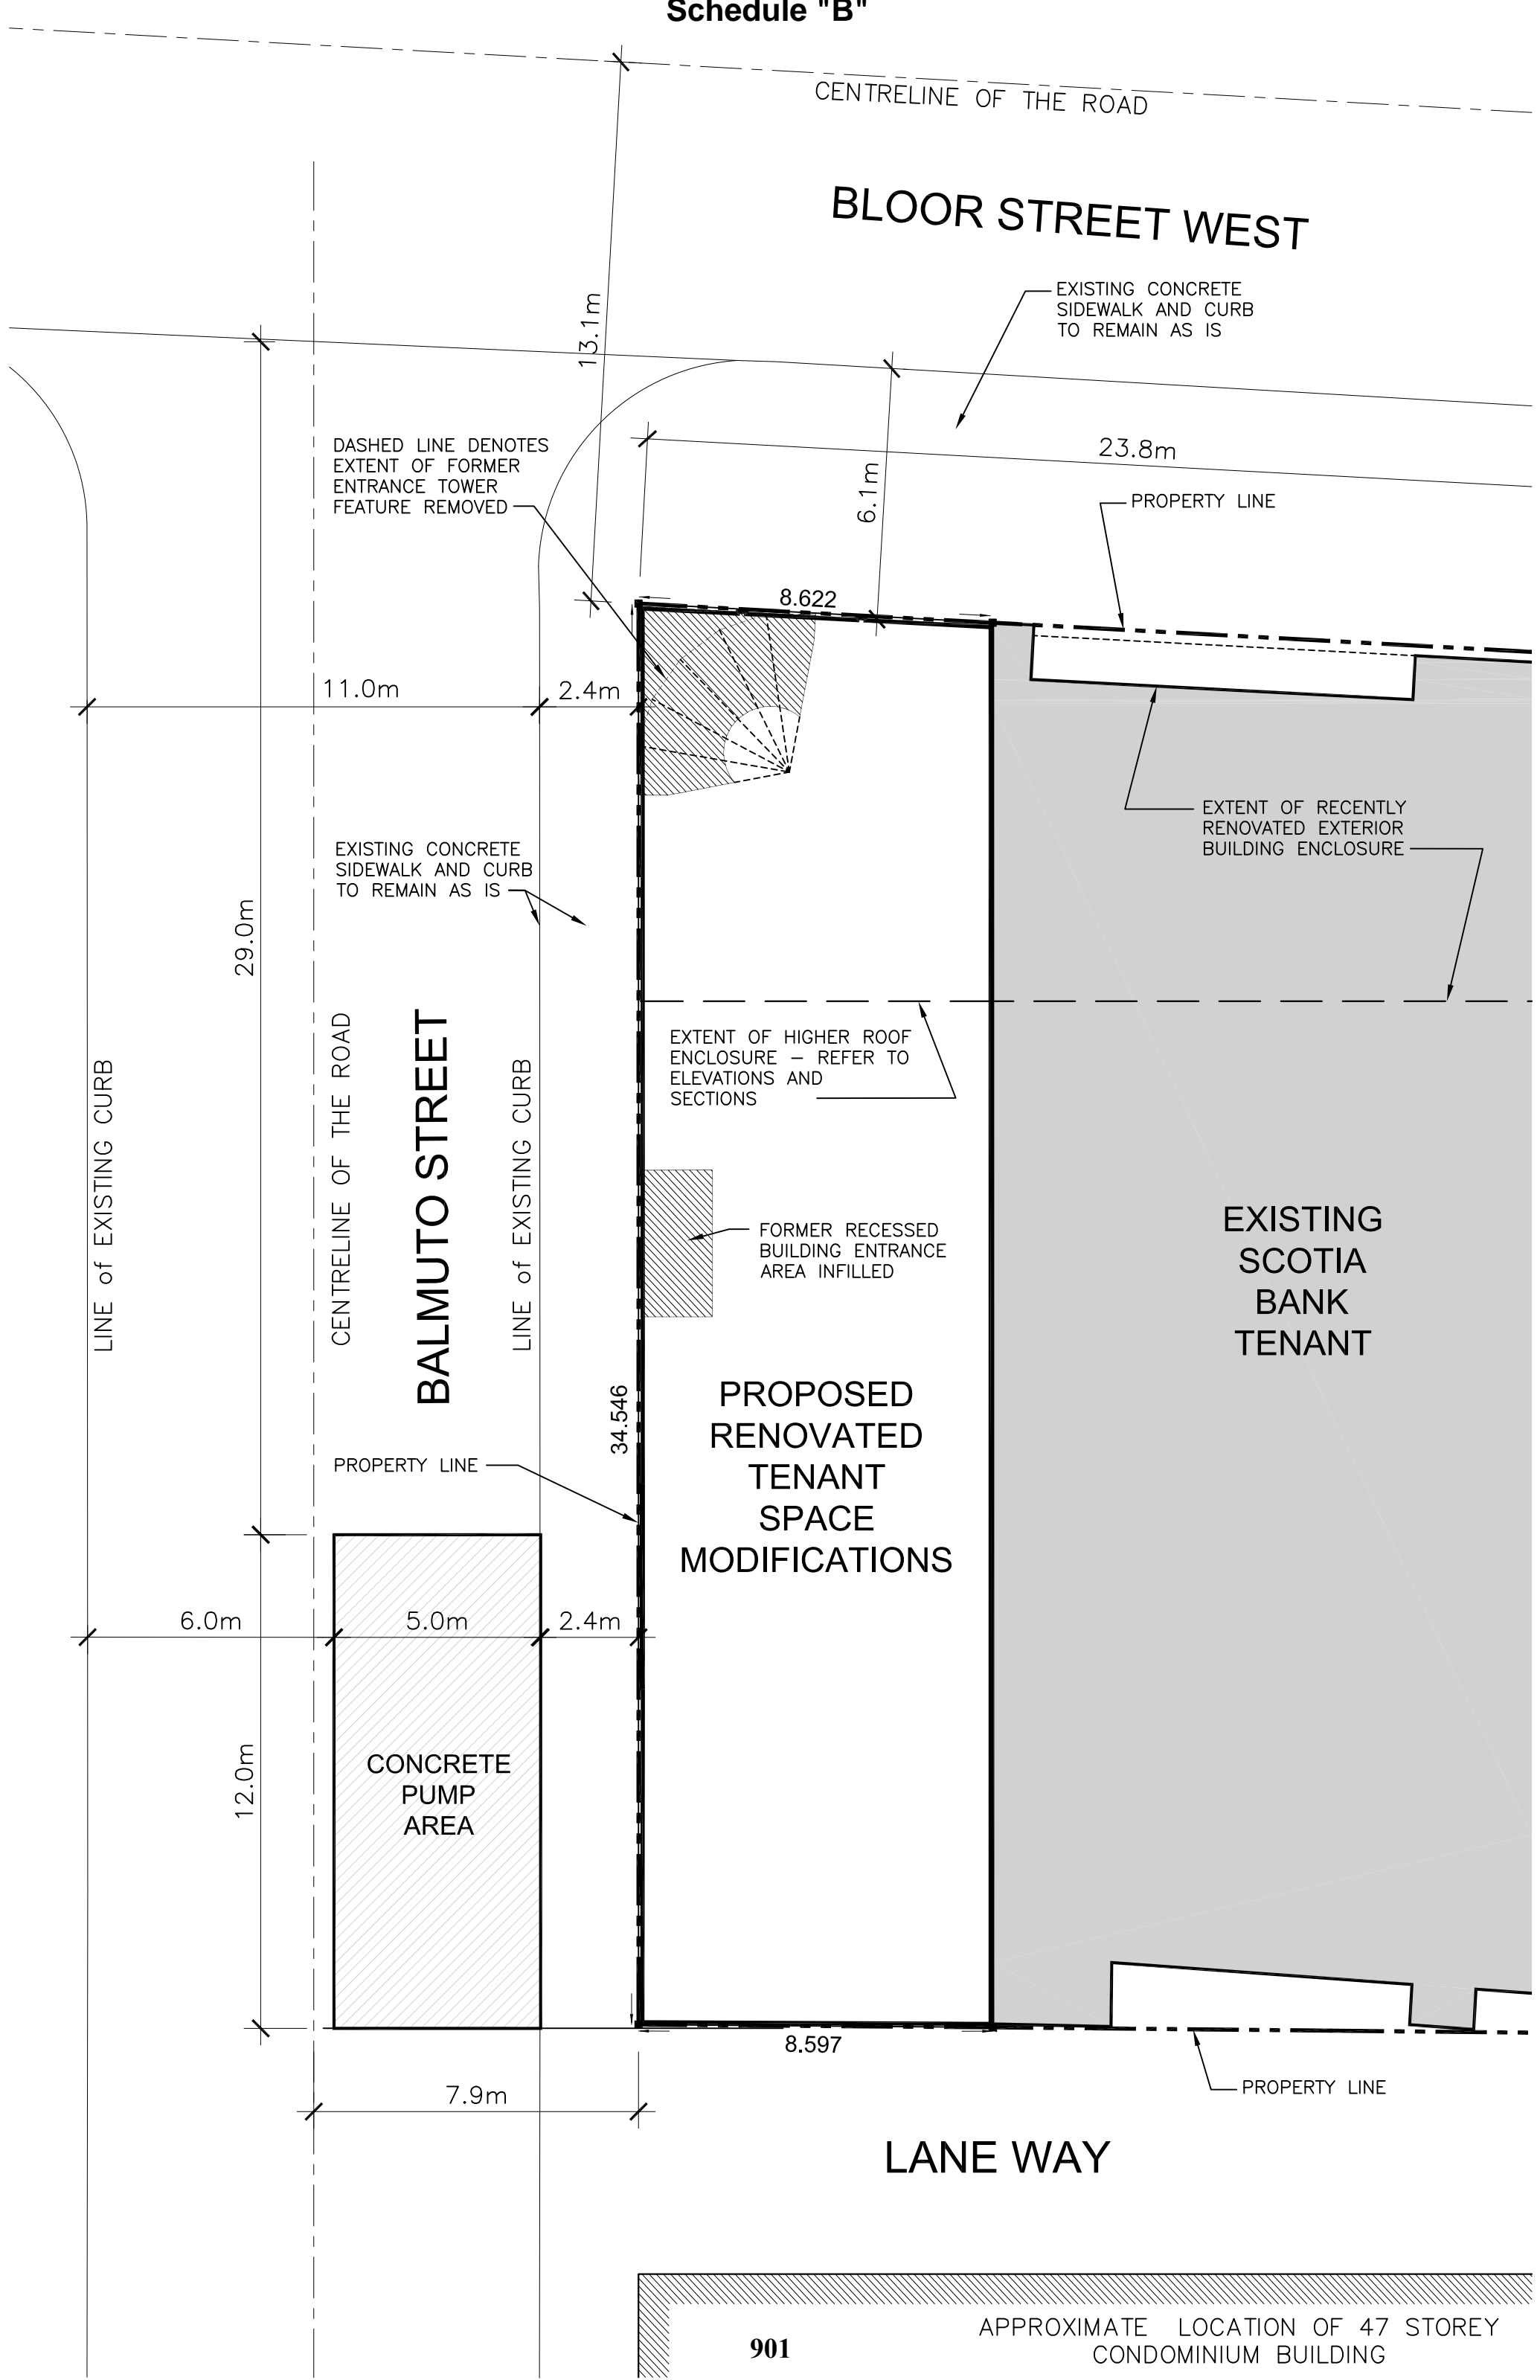 Schedule "B"
CENTRELINE OF THE ROAD
BLOOR STREET WEST
EXISTING CONCRETE
SIDEWALK AND CURB
TO REMAIN AS IS
13.1m
DASHED LINE DENOTES
EXTENT OF FORMER
ENTRANCE TOWER
FEATURE REMOVED
23.8m
6.1m
PROPERTY LINE
8.622
11.0m
2.4m
EXTENT OF RECENTLY
RENOVATED EXTERIOR
BUILDING ENCLOSURE
EXISTING CONCRETE
SIDEWALK AND CURB
TO REMAIN AS IS
29.0m
EXTENT OF HIGHER ROOF
ENCLOSURE – REFER TO
ELEVATIONS AND
SECTIONS
LINE of EXISTING CURB
CENTRELINE OF THE ROAD
BALMUTO STREET
LINE of EXISTING CURB
FORMER RECESSED
BUILDING ENTRANCE
AREA INFILLED
EXISTING
SCOTIA
BANK
TENANT
34.546
PROPOSED
RENOVATED
TENANT
SPACE
MODIFICATIONS
PROPERTY LINE
6.0m
5.0m
2.4m
12.0m
CONCRETE
PUMP
AREA
8.597
7.9m
PROPERTY LINE
LANE WAY
901
APPROXIMATE LOCATION OF 47 STOREY
CONDOMINIUM BUILDING